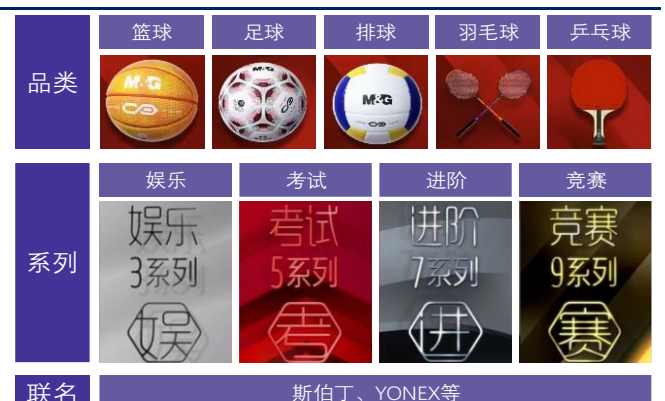 篮球 足球 排球 羽毛球 乒乓球
品类
M&G
M&G
M&G
娱乐 考试 进阶 竞赛
系列
娱乐 考试 进阶 竞赛
3系列 5系列 7系列 9系列
娱 考 进 赛
联名 斯伯丁、YONEX等